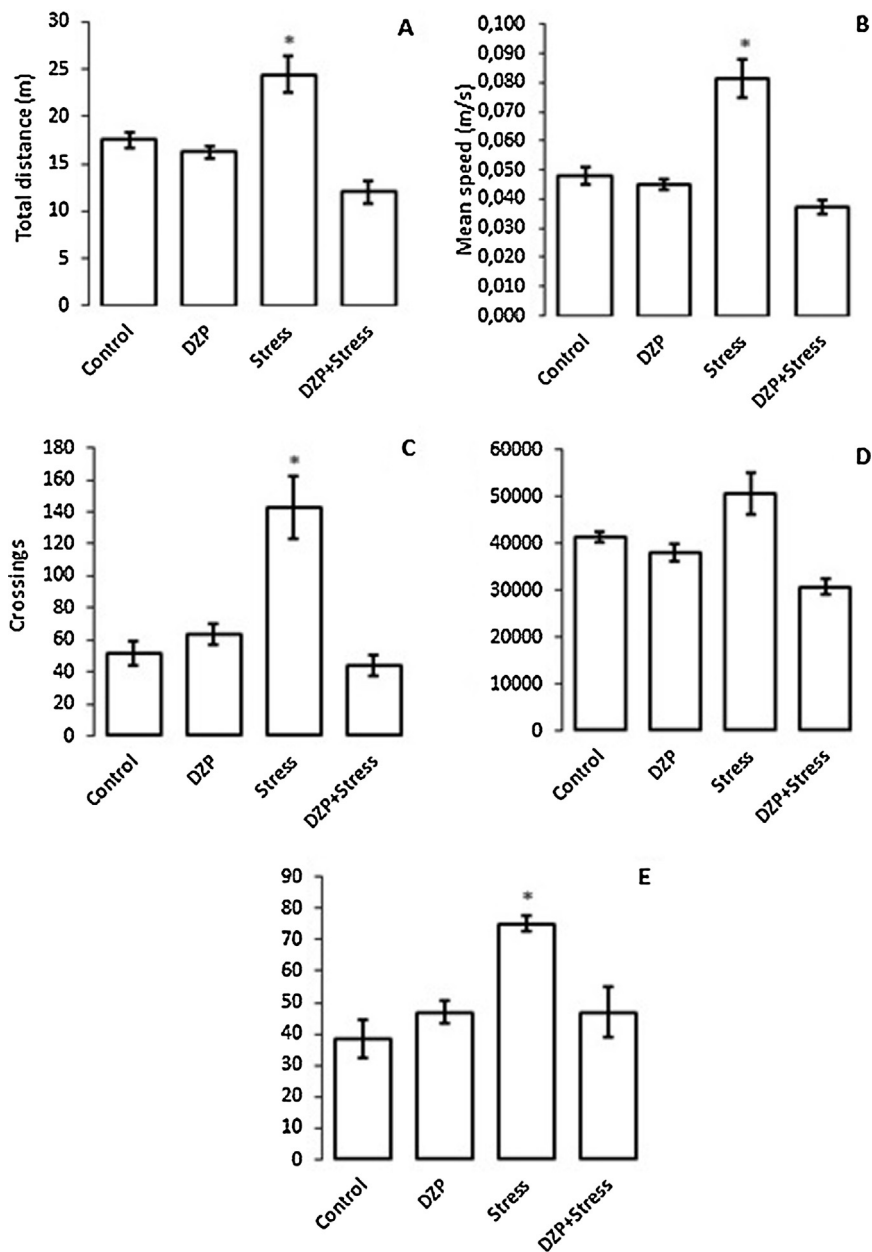 A
Total distance (m)
30
25
20
15
10
5
0
*
Control
DZP
Stress
DZP+Stress
B
Mean speed (m/s)
0,100
0,090
0,080
0,070
0,060
0,050
0,040
0,030
0,020
0,010
0,000
*
Control
DZP
Stress
DZP+Stress
C
Crossings
180
160
140
120
100
80
60
40
20
0
*
Control
DZP
Stress
DZP+Stress
D
60000
50000
40000
30000
20000
10000
0
Control
DZP
Stress
DZP+Stress
E
90
80
70
60
50
40
30
20
10
0
*
Control
DZP
Stress
DZP+Stress